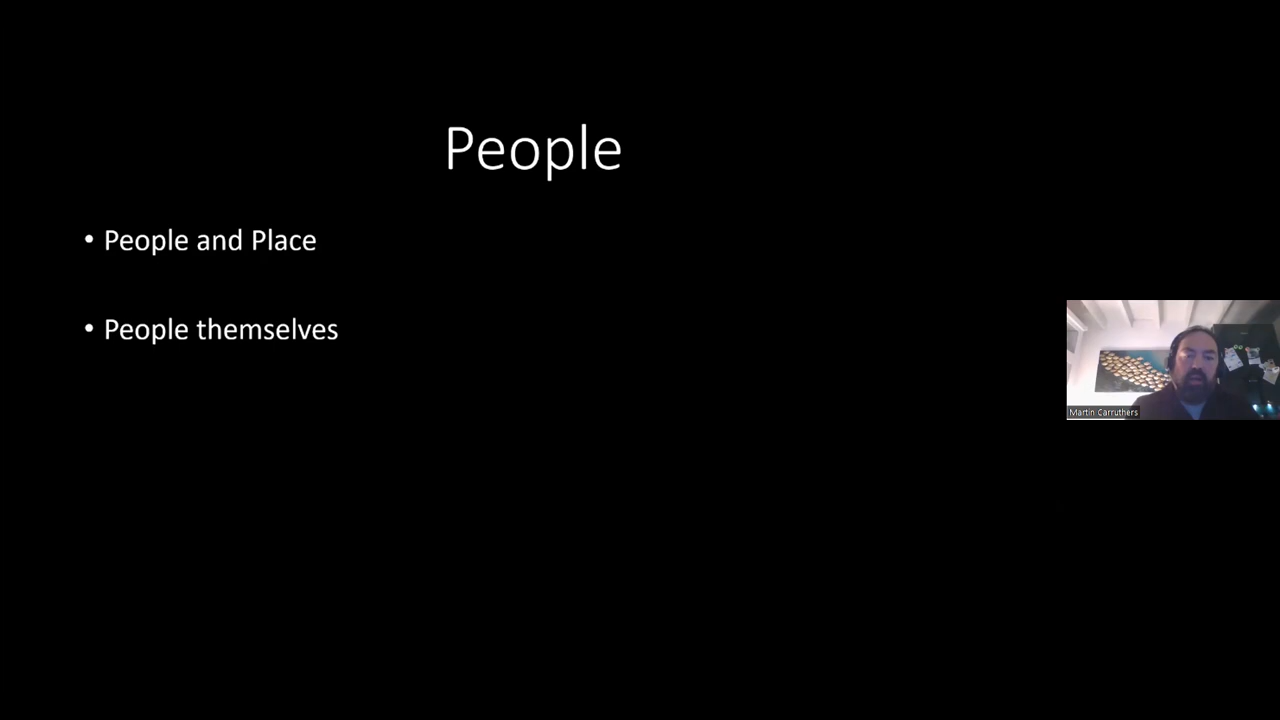 People
• People and Place
• People themselves
Martin Carruthers